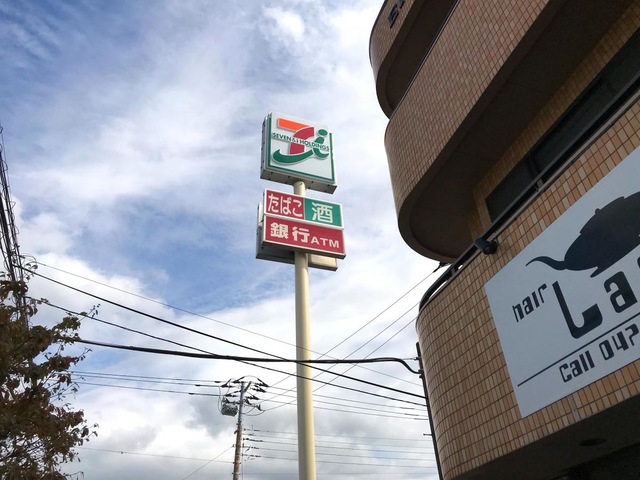 SEVEN & i HOLDINGS
たばこ 酒
銀行 ATM
hair
Call 042